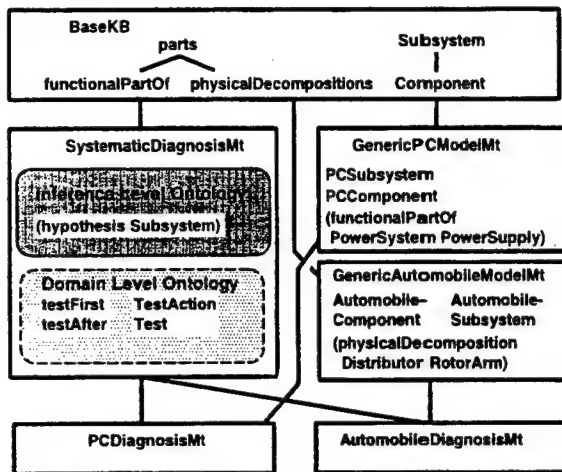 BaseKB
parts
Subsystem
functionalPartOf
physicalDecompositions
Component
SystematicDiagnosisMt
Inference Level Ontology
(hypothesis Subsystem)
Domain Level Ontology
testFirst TestAction
testAfter Test
GenericPCModelMt
PCSubsystem
PCComponent
(functionalPartOf
PowerSystem PowerSupply)
GenericAutomobileModelMt
Automobile- Automobile-
Component Subsystem
(physicalDecomposition
Distributor RotorArm)
PCDiagnosisMt
AutomobileDiagnosisMt